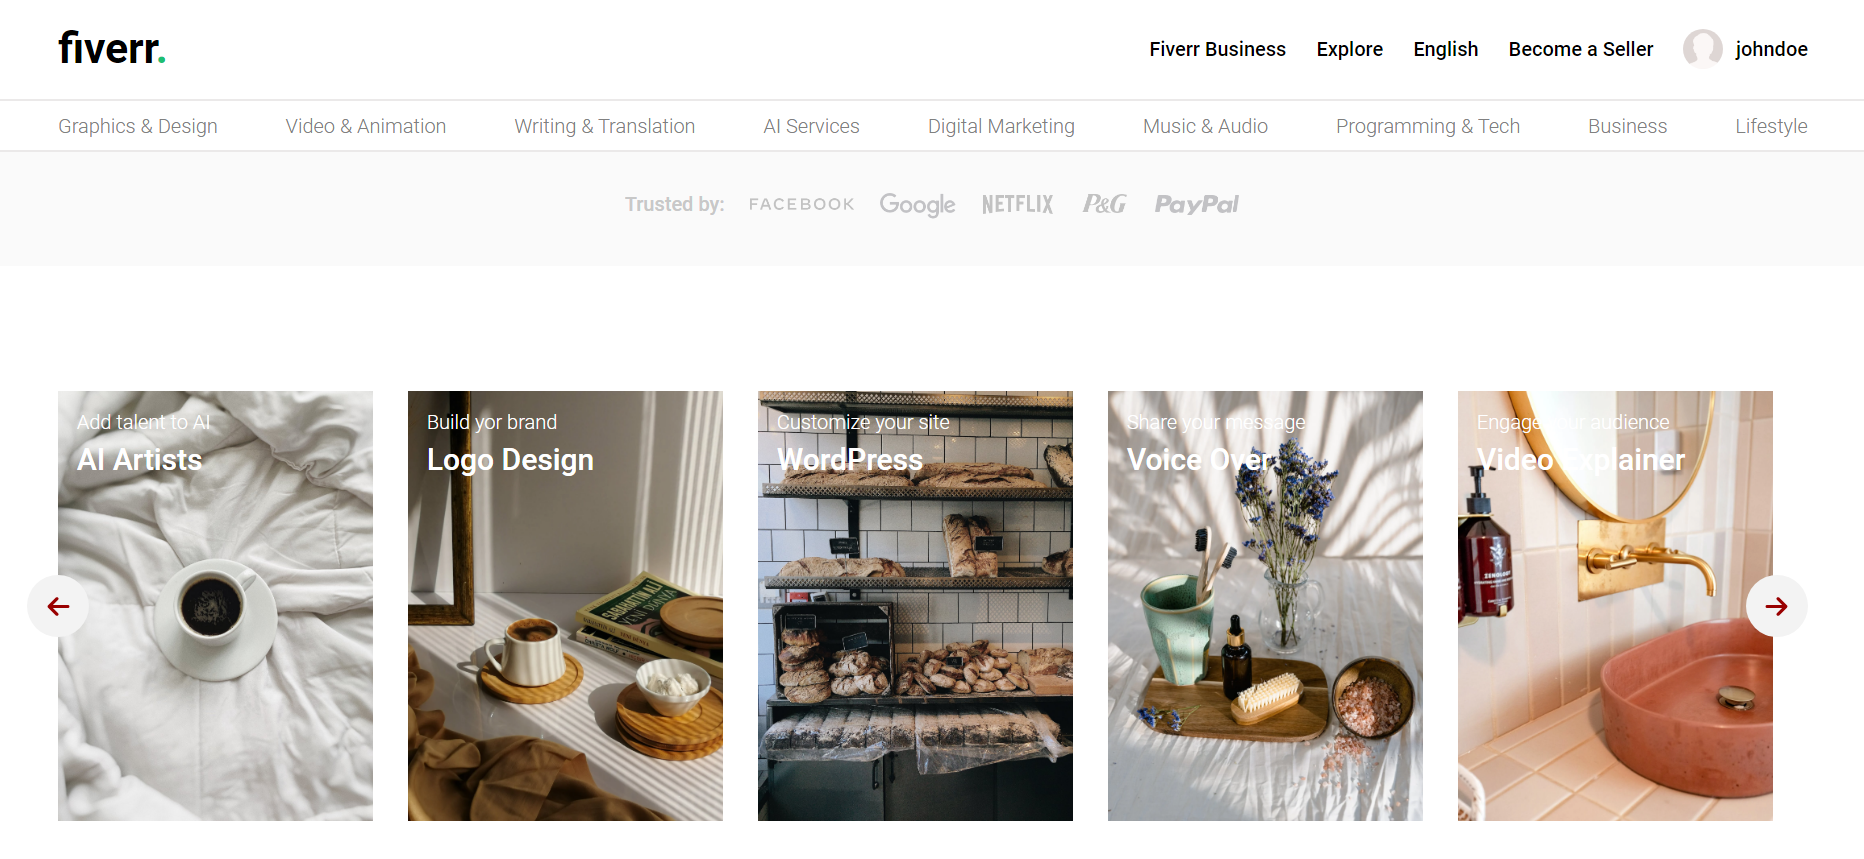 fiverr.
Fiverr Business Explore English Become a Seller johndoe
Graphics & Design Video & Animation Writing & Translation AI Services Digital Marketing Music & Audio Programming & Tech Business Lifestyle
Trusted by: FACEBOOK Google NETFLIX P&G PayPal
Add talent to AI
AI Artists
Build yor brand
Logo Design
Customize your site
WordPress
Share your message
Voice Over
Engage your audience
Video Explainer